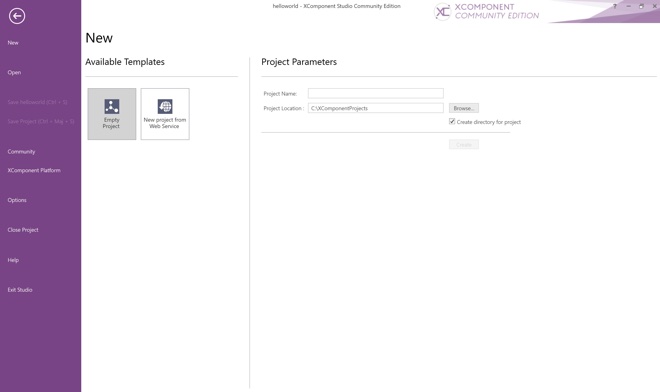 helloworld - XComponent Studio Community Edition
XCOMPONENT
COMMUNITY EDITION
New
Open
Save helloworld (Ctrl + S)
Save Project (Ctrl + Maj + S)
Community
XComponent Platform
Options
Close Project
Help
Exit Studio
New
Available Templates
Empty
Project
New project from
Web Service
Project Parameters
Project Name:
Project Location :
C:\XComponentProjects
Browse...
Create directory for project
Create